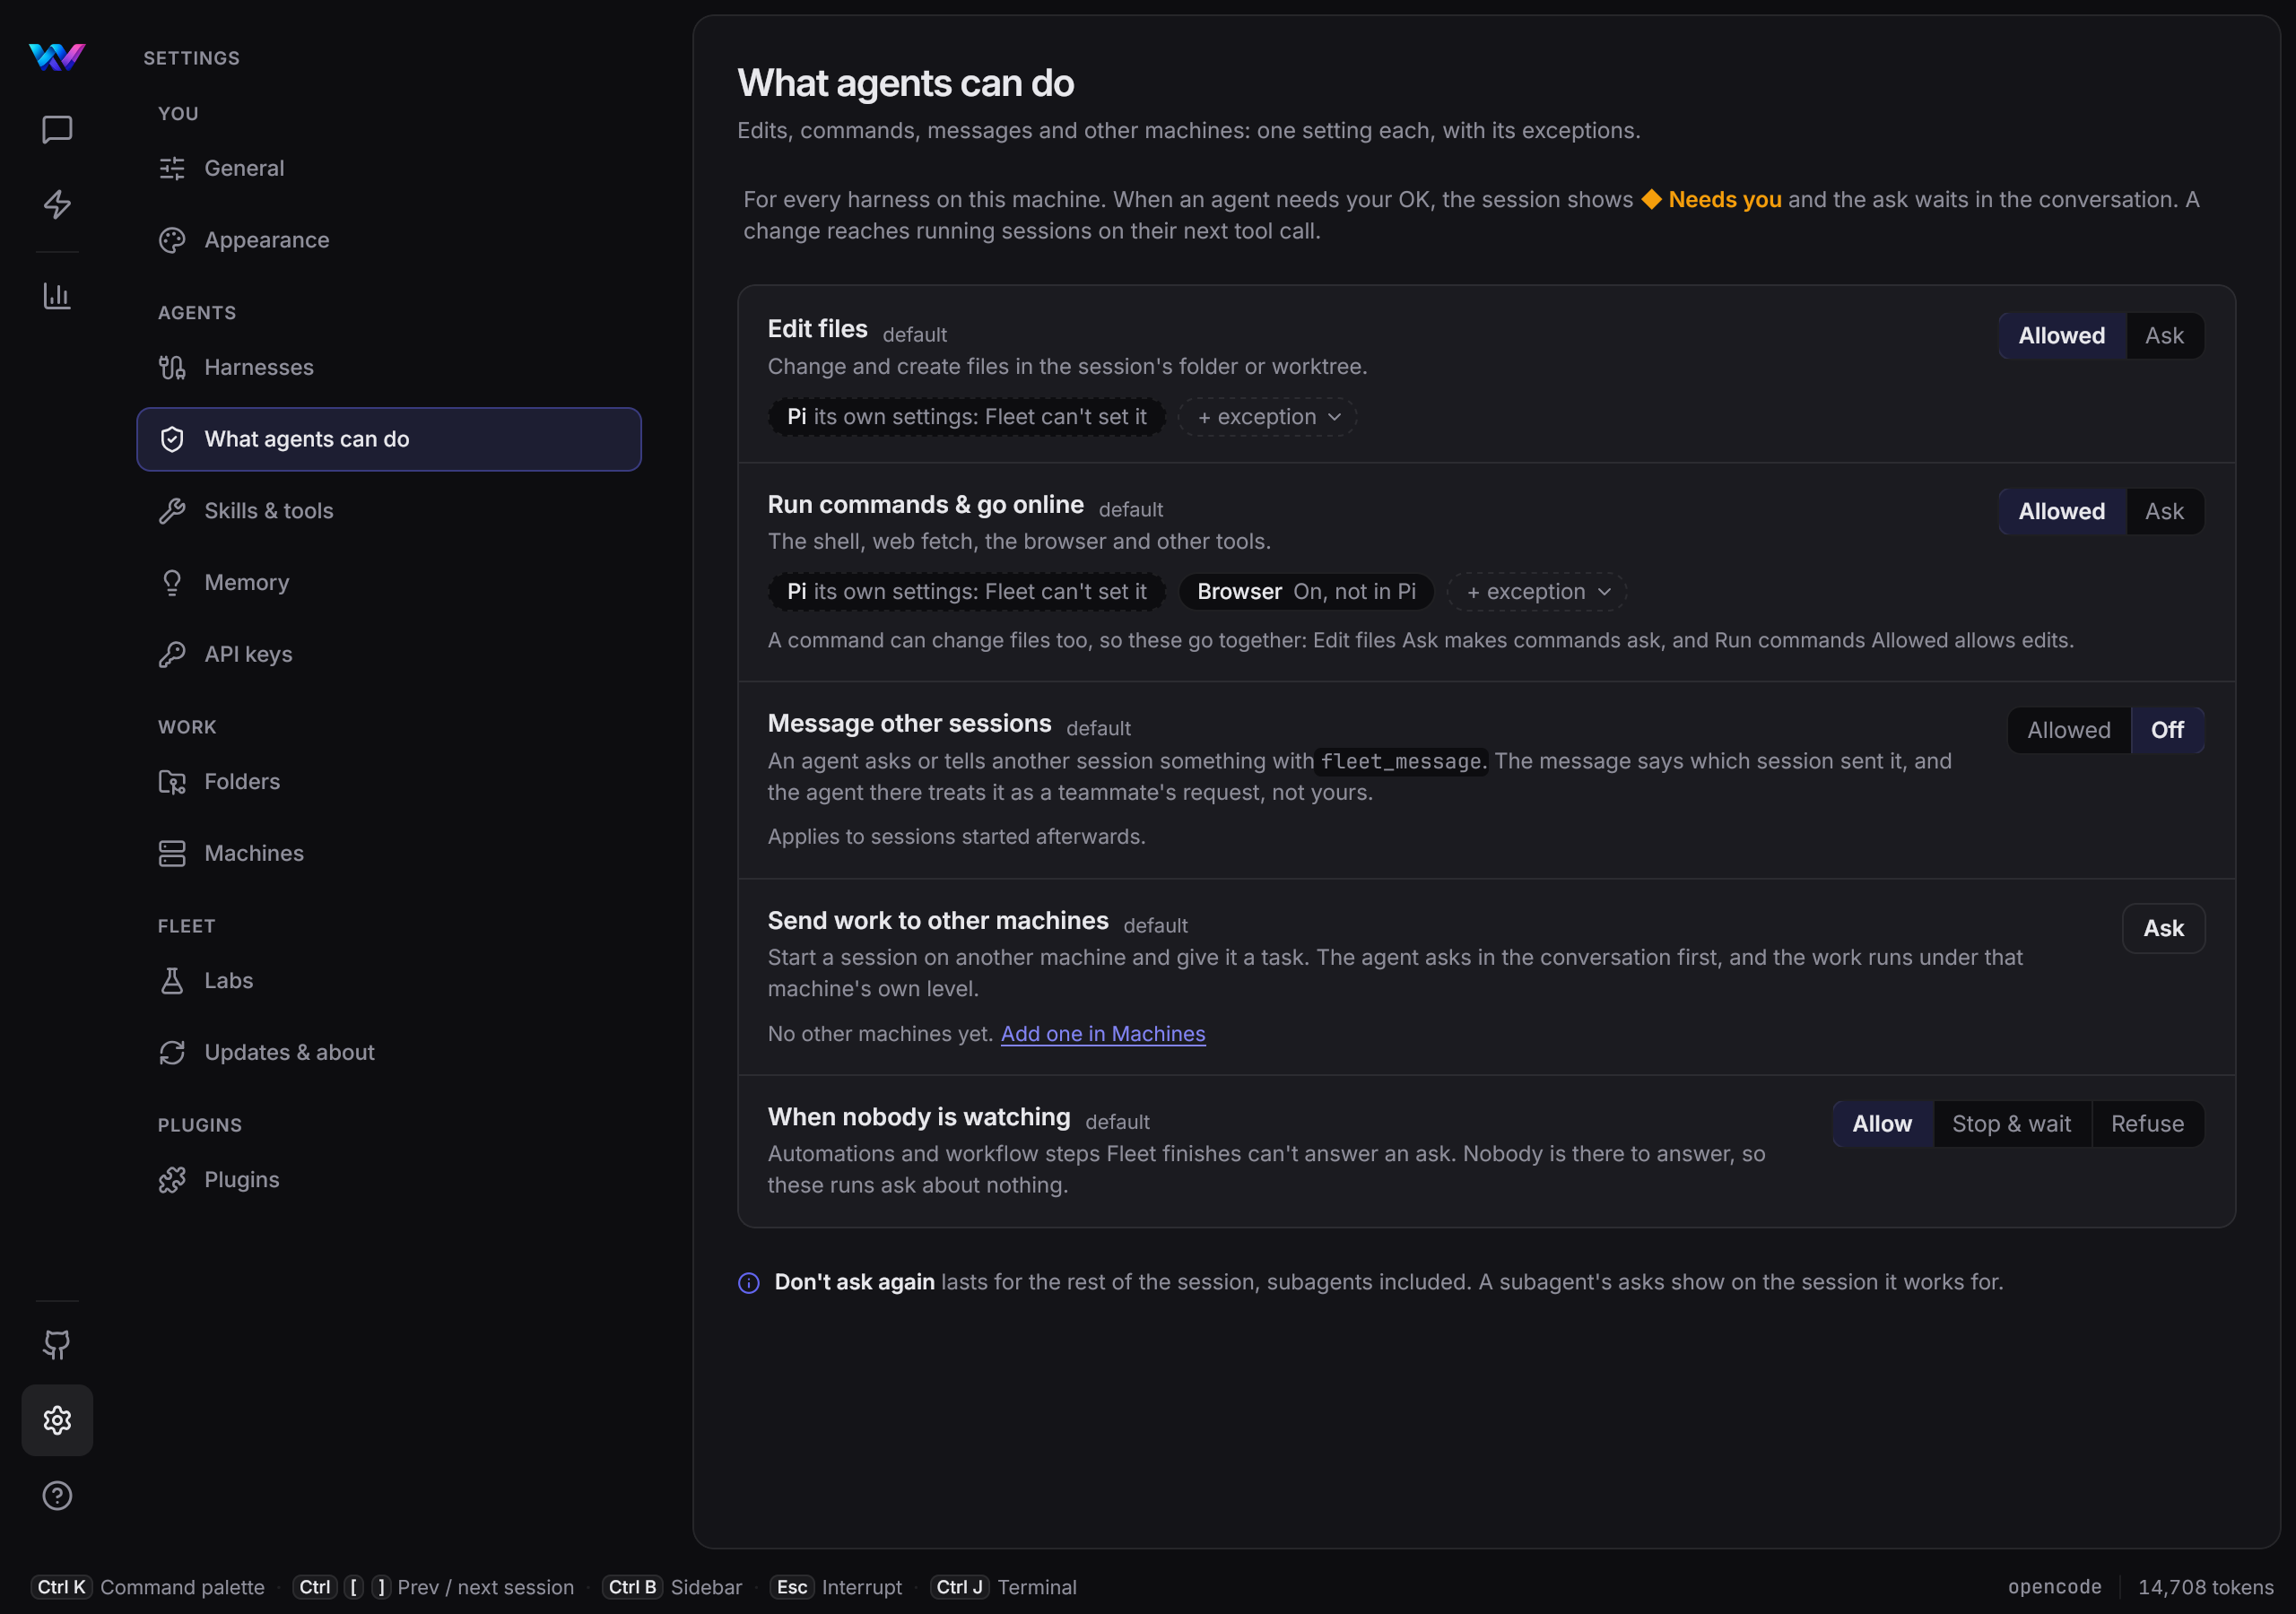 SETTINGS
YOU
General
Appearance
AGENTS
Harnesses
What agents can do
Skills & tools
Memory
API keys
WORK
Folders
Machines
FLEET
Labs
Updates & about
PLUGINS
Plugins
What agents can do
Edits, commands, messages and other machines: one setting each, with its exceptions.
For every harness on this machine. When an agent needs your OK, the session shows ◆ Needs you and the ask waits in the conversation. A
change reaches running sessions on their next tool call.
Edit files default
Allowed Ask
Change and create files in the session's folder or worktree.
Pi its own settings: Fleet can't set it + exception
Run commands & go online default
Allowed Ask
The shell, web fetch, the browser and other tools.
Pi its own settings: Fleet can't set it Browser On, not in Pi + exception
A command can change files too, so these go together: Edit files Ask makes commands ask, and Run commands Allowed allows edits.
Message other sessions default
Allowed Off
An agent asks or tells another session something with fleet_message. The message says which session sent it, and
the agent there treats it as a teammate's request, not yours.
Applies to sessions started afterwards.
Send work to other machines default
Ask
Start a session on another machine and give it a task. The agent asks in the conversation first, and the work runs under that
machine's own level.
No other machines yet. Add one in Machines
When nobody is watching default
Allow Stop & wait Refuse
Automations and workflow steps Fleet finishes can't answer an ask. Nobody is there to answer, so
these runs ask about nothing.
Don't ask again lasts for the rest of the session, subagents included. A subagent's asks show on the session it works for.
Ctrl K Command palette · Ctrl [ ] Prev / next session · Ctrl B Sidebar · Esc Interrupt · Ctrl J Terminal
opencode 14,708 tokens